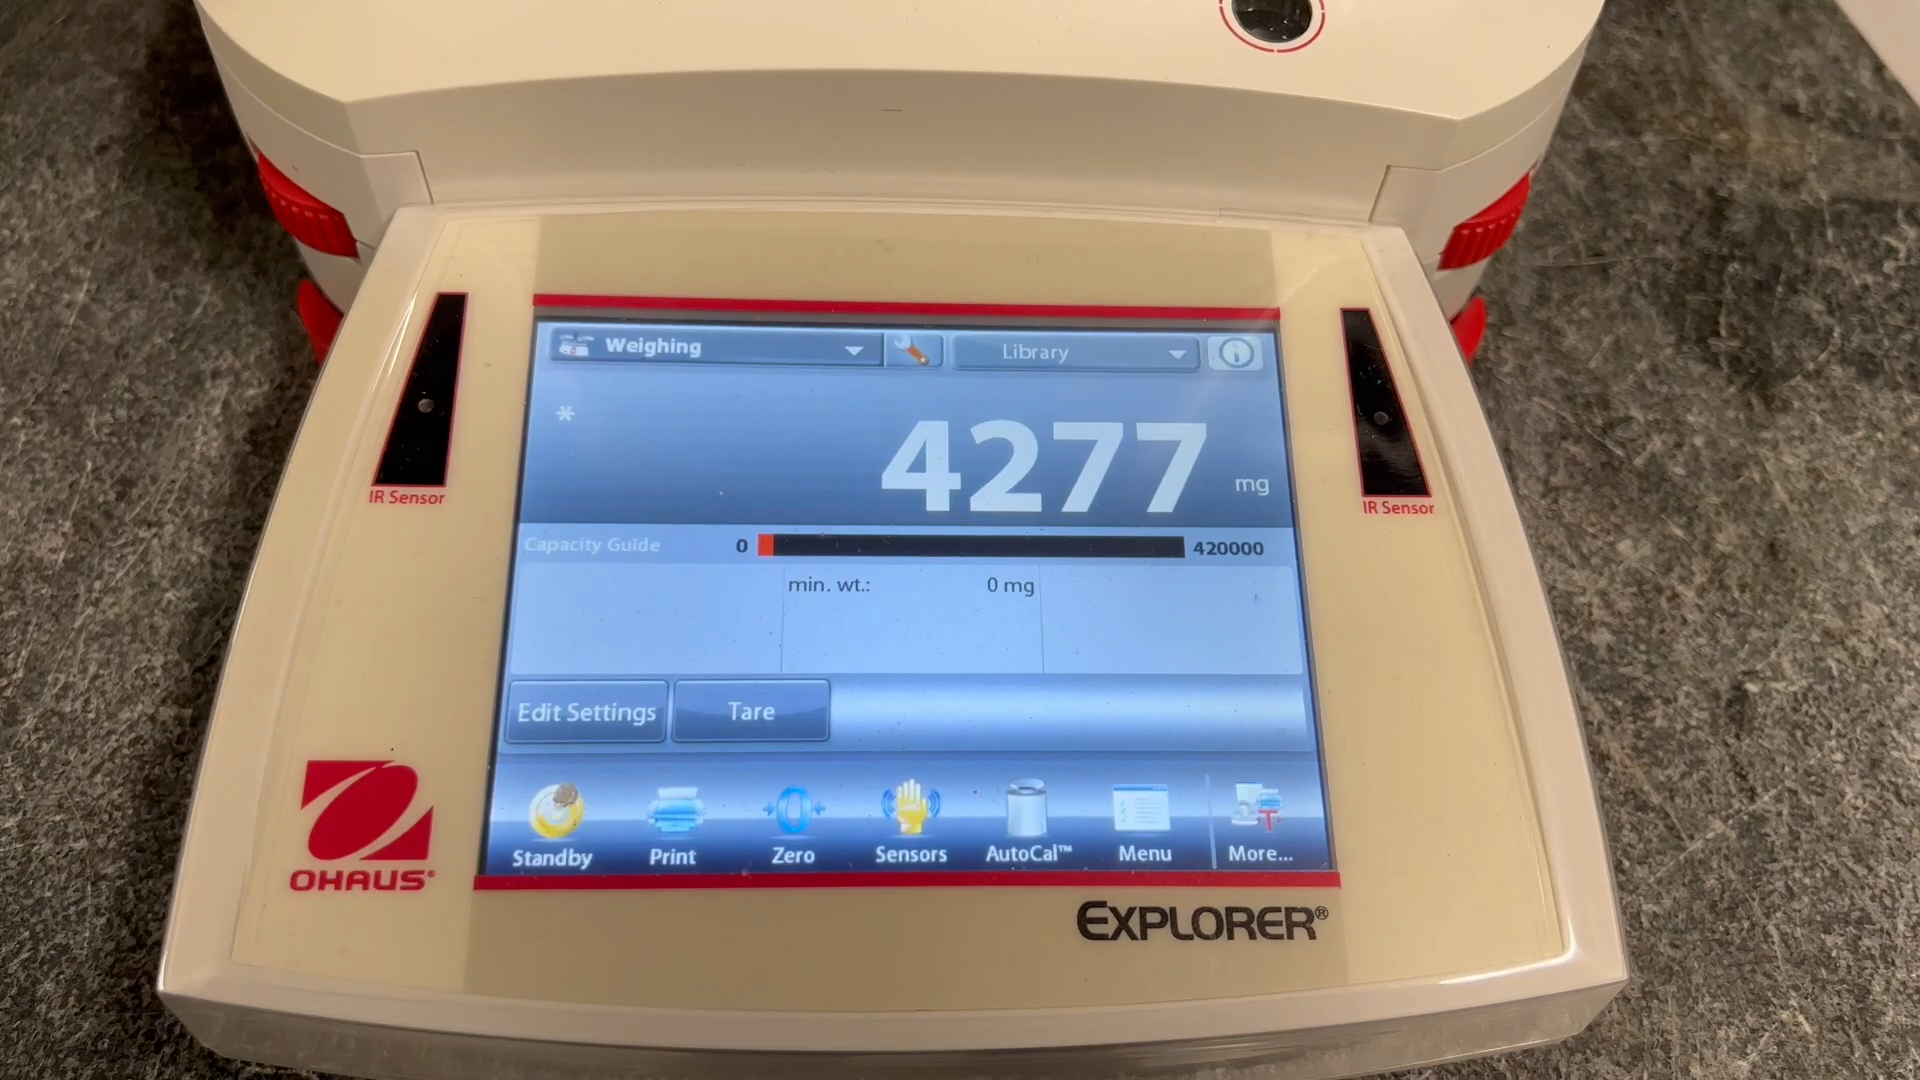 Weighing
Library
*
4277 mg
IR Sensor
IR Sensor
Capacity Guide 0 420000
min. wt.: 0 mg
Edit Settings Tare
Standby Print Zero Sensors AutoCal™ Menu More...
OHAUS®
EXPLORER®